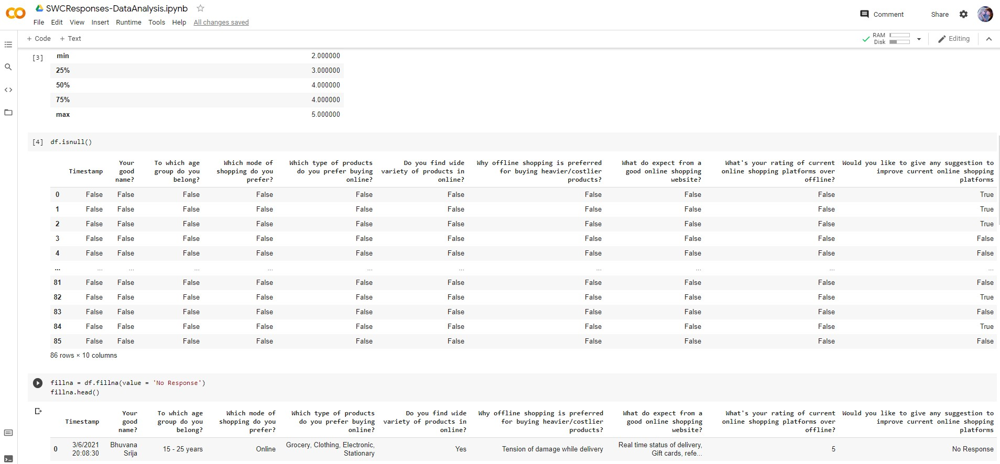 SWCResponses-DataAnalysis.ipynb
File Edit View Insert Runtime Tools Help All changes saved
Comment Share
+ Code + Text
RAM
Disk
Editing
[3] min 2.000000
25% 3.000000
50% 4.000000
75% 4.000000
max 5.000000
[4] df.isnull()
Your To which age Which mode of Which type of products Do you find wide Why offline shopping is preferred What do expect from a What's your rating of current Would you like to give any suggestion to
Timestamp good group do you shopping do you do you prefer buying variety of products in for buying heavier/costlier good online shopping online shopping platforms over improve current online shopping
name? belong? prefer? online? online? products? website? offline? platforms
0 False False False False False False False False False True
1 False False False False False False False False False True
2 False False False False False False False False False True
3 False False False False False False False False False False
4 False False False False False False False False False False
... ... ... ... ... ... ... ... ... ... ...
81 False False False False False False False False False False
82 False False False False False False False False False True
83 False False False False False False False False False False
84 False False False False False False False False False True
85 False False False False False False False False False False
86 rows × 10 columns
fillna = df.fillna(value = 'No Response')
fillna.head()
Your To which age Which mode of Which type of products Do you find wide Why offline shopping is preferred What do expect from a What's your rating of current Would you like to give any suggestion to
Timestamp good group do you shopping do you do you prefer buying variety of products in for buying heavier/costlier good online shopping online shopping platforms over improve current online shopping
name? belong? prefer? online? online? products? website? offline? platforms
3/6/2021 Bhuvana Grocery, Clothing, Electronic, Real time status of delivery,
0 15 - 25 years Online Yes Tension of damage while delivery 5 No Response
20:08:30 Srija Stationary Gift cards, refe...